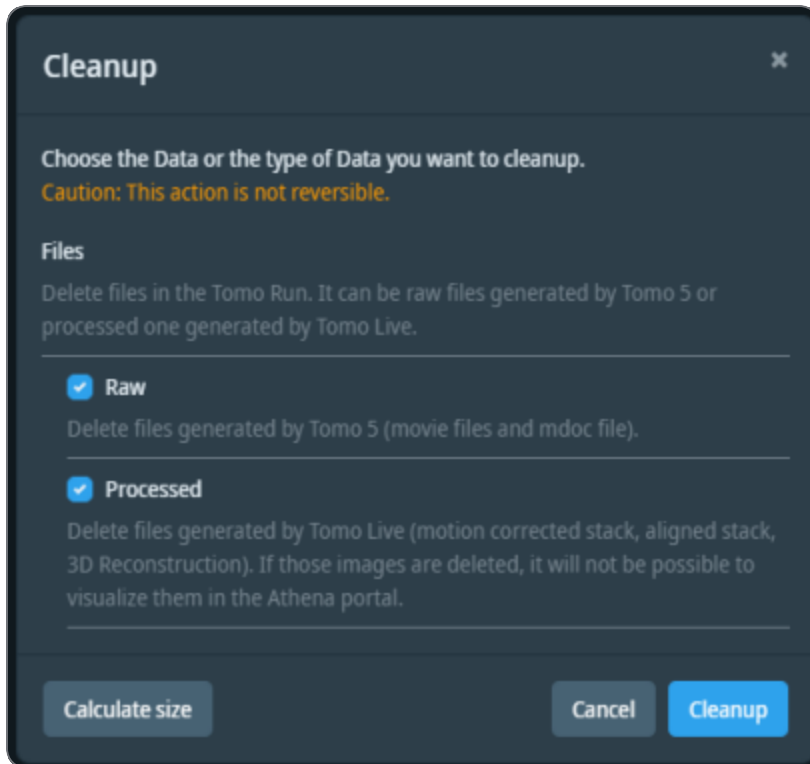 Cleanup
Choose the Data or the type of Data you want to cleanup.
Caution: This action is not reversible.
Files
Delete files in the Tomo Run. It can be raw files generated by Tomo 5 or
processed one generated by Tomo Live.
Raw
Delete files generated by Tomo 5 (movie files and mdoc file).
Processed
Delete files generated by Tomo Live (motion corrected stack, aligned stack,
3D Reconstruction). If those images are deleted, it will not be possible to
visualize them in the Athena portal.
Calculate size Cancel Cleanup